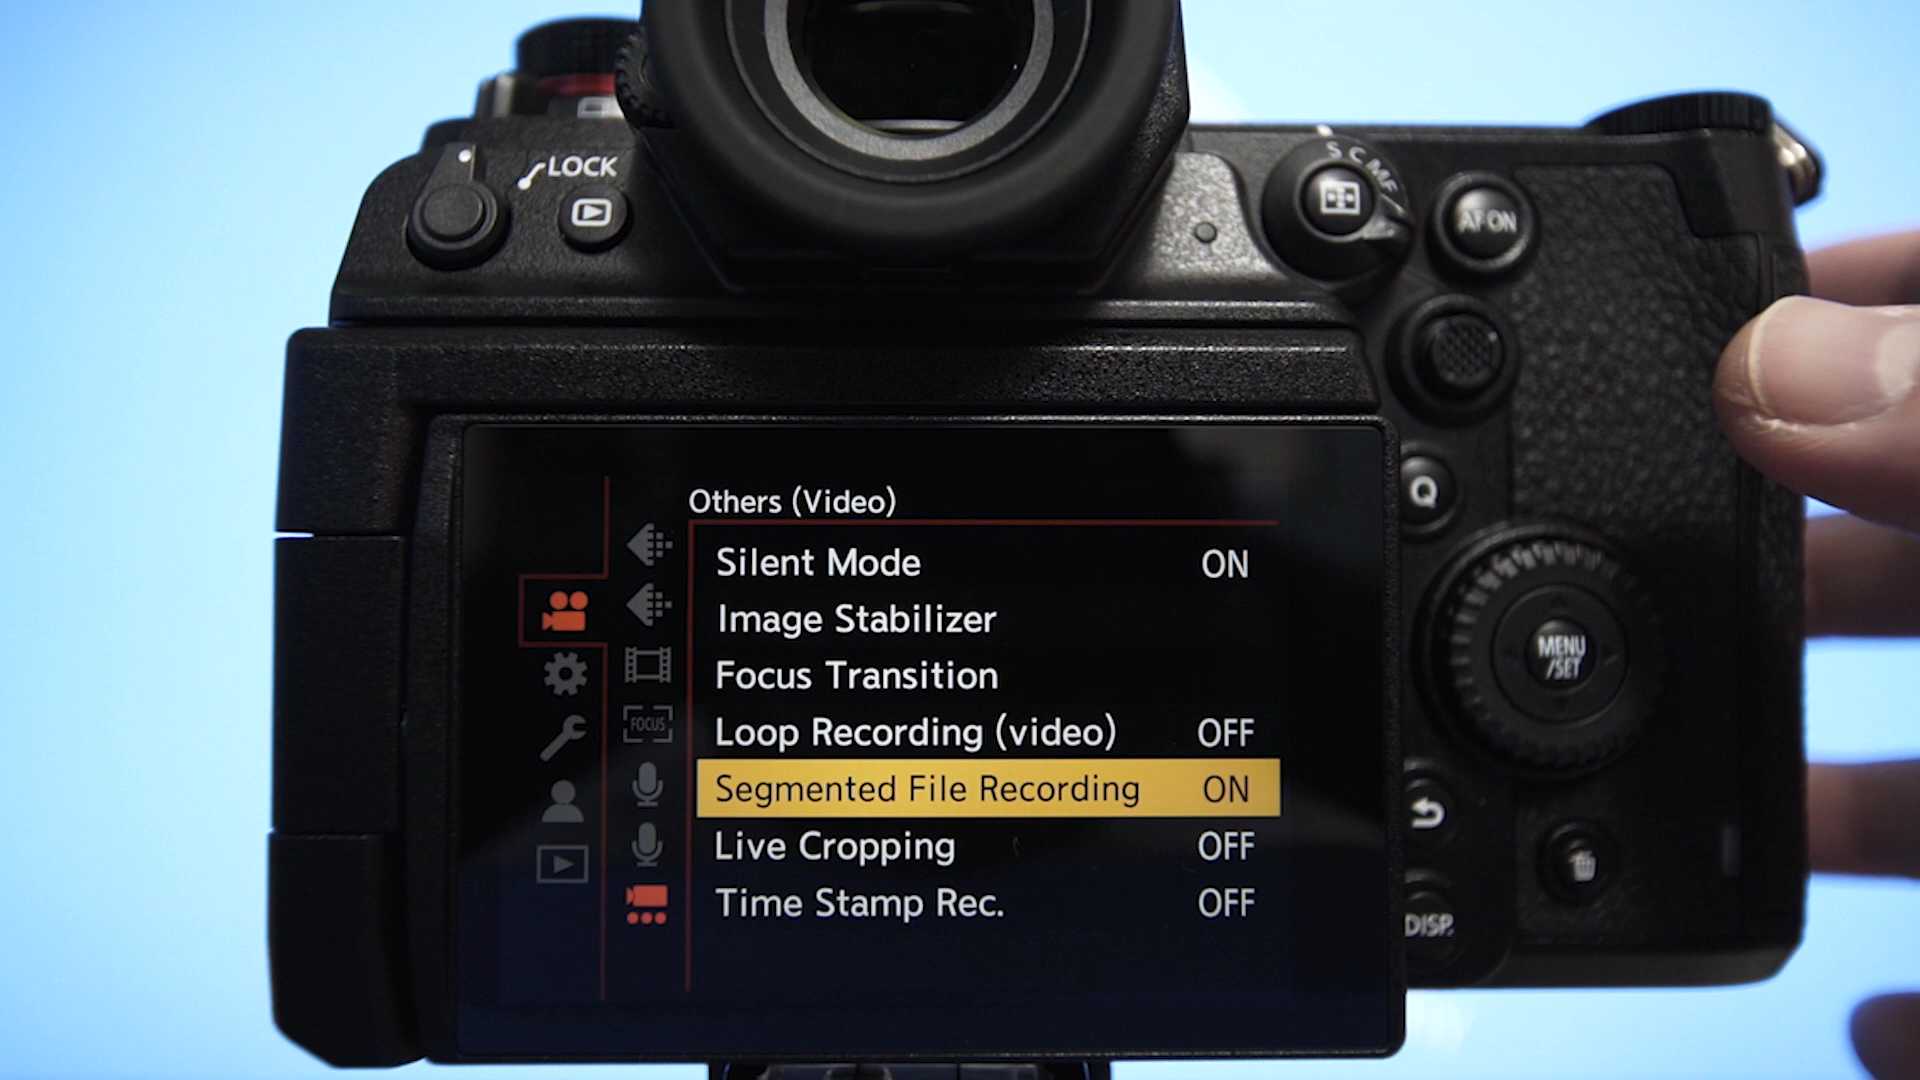 LOCK
S C MF
AF ON
Q
Others (Video)
Silent Mode ON
Image Stabilizer
Focus Transition
MENU
/SET
FOCUS
Loop Recording (video) OFF
Segmented File Recording ON
Live Cropping OFF
Time Stamp Rec. OFF
DISP.